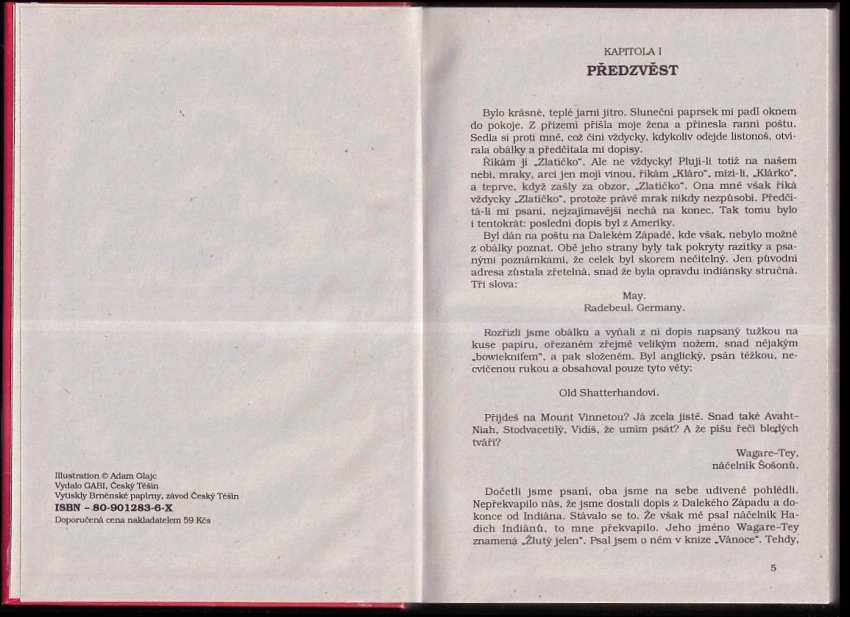 Illustration © Adam Glajc
Vydalo GABI, Český Těšín
Vytiskly Brněnské papírny, závod Český Těšín
ISBN – 80-901283-6-X
Doporučená cena nakladatelem 59 Kčs
KAPITOLA I
PŘEDZVĚST
Bylo krásné, teplé jarní jitro. Sluneční paprsek mi padl oknem
do pokoje. Z přízemí přišla moje žena a přinesla ranní poštu.
Sedla si proti mně, což činí vždycky, kdykoliv odejde listonoš, otví-
rala obálky a předčítala mi dopisy.
Říkám jí „Zlatíčko“. Ale ne vždycky! Plují-li totiž na našem
nebi, mraky, arci jen mojí vinou, říkám „Kláro“, mizí-li, „Klárko“,
a teprve, když zašly za obzor, „Zlatíčko“. Ona mně však říká
vždycky „Zlatíčko“, protože právě mrak nikdy nezpůsobí. Předčí-
tá-li mi psaní, nejzajímavější nechá na konec. Tak tomu bylo
i tentokrát: poslední dopis byl z Ameriky.
Byl dán na poštu na Dalekém Západě, kde však, nebylo možné
z obálky poznat. Obě jeho strany byly tak pokryty razítky a psa-
nými poznámkami, že celek byl skorem nečitelný. Jen původní
adresa zůstala zřetelná, snad že byla opravdu indiánsky stručná.
Tři slova:
May.
Radebeul. Germany.
Rozřízli jsme obálku a vyňali z ní dopis napsaný tužkou na
kuse papíru, ořezaném zřejmě velikým nožem, snad nějakým
„bowieknifem“, a pak složeném. Byl anglický, psán těžkou, ne-
cvičenou rukou a obsahoval pouze tyto věty:
Old Shatterhandovi.
Přijdeš na Mount Vinnetou? Já zcela jistě. Snad také Avaht–
Niah, Stodvacetilý, Vidíš, že umím psát? A že píšu řečí bledých
tváří?
Wagare–Tey,
náčelník Šošonů.
Dočetli jsme psaní, oba jsme na sebe udiveně pohlédli.
Nepřekvapilo nás, že jsme dostali dopis z Dalekého Západu a do-
konce od Indiána. Stávalo se to. Že však mě psal náčelník Ha-
dích Indiánů, to mne překvapilo. Jeho jméno Wagare–Tey
znamená „Žlutý jelen“. Psal jsem o něm v knize „Vánoce“. Tehdy,
5